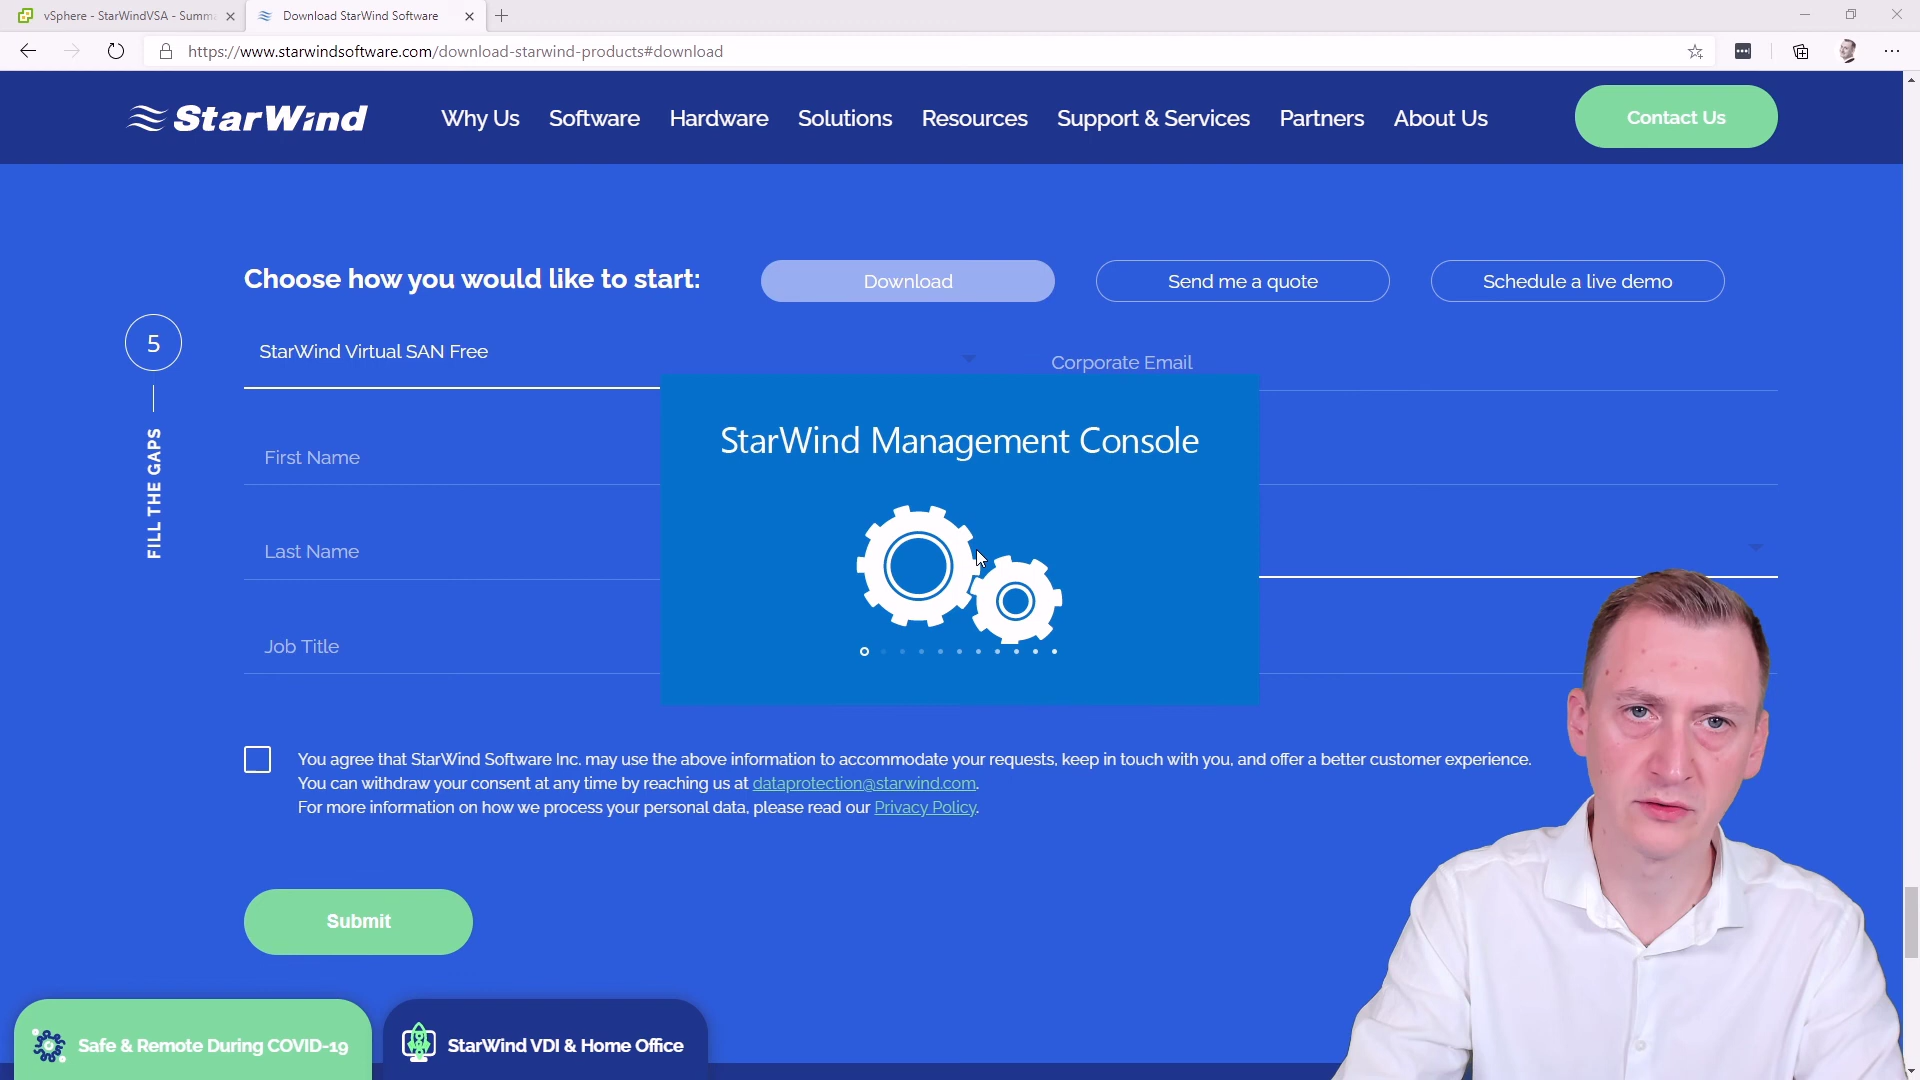 vSphere - StarWindVSA - Summa
Download StarWind Software
https://www.starwindsoftware.com/download-starwind-products#download
StarWind
Why Us
Software
Hardware
Solutions
Resources
Support & Services
Partners
About Us
Contact Us
Choose how you would like to start:
Download
Send me a quote
Schedule a live demo
5
FILL THE GAPS
StarWind Virtual SAN Free
Corporate Email
First Name
Last Name
Job Title
StarWind Management Console
You agree that StarWind Software Inc. may use the above information to accommodate your requests, keep in touch with you, and offer a better customer experience.
You can withdraw your consent at any time by reaching us at dataprotection@starwind.com.
For more information on how we process your personal data, please read our Privacy Policy.
Submit
Safe & Remote During COVID-19
StarWind VDI & Home Office